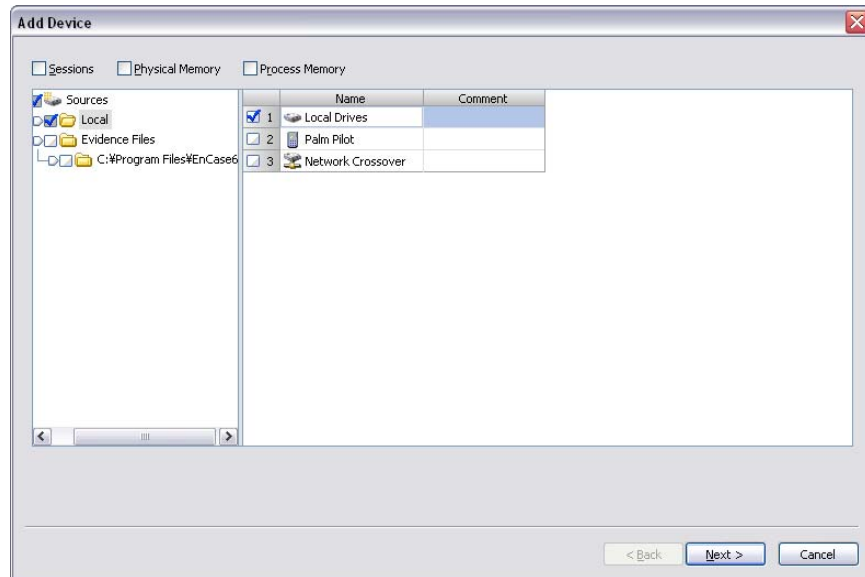 Add Device
Sessions Physical Memory Process Memory
Sources
Local
Evidence Files
C:¥Program Files¥EnCase6
Name Comment
1 Local Drives
2 Palm Pilot
3 Network Crossover
< Back Next > Cancel